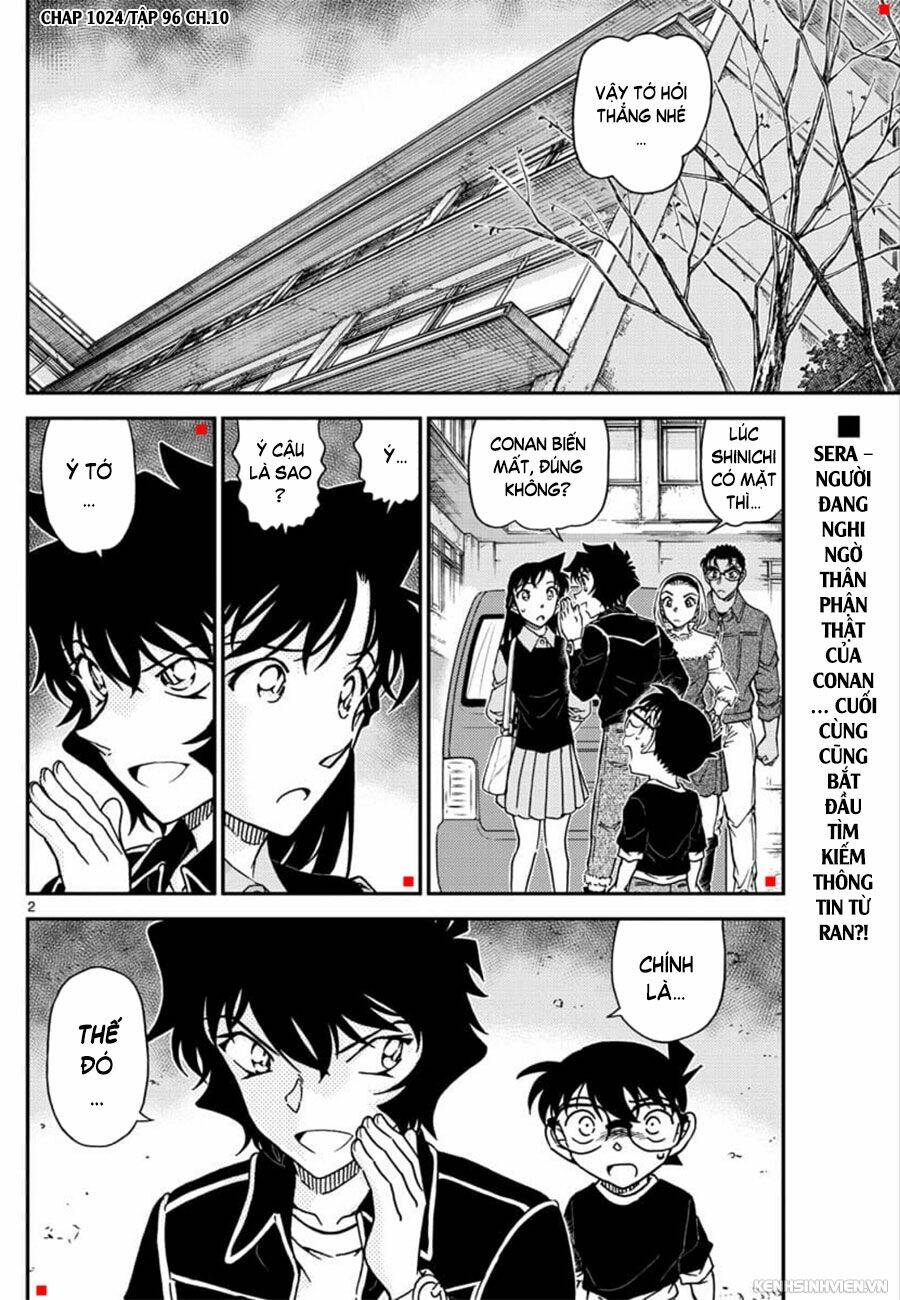 CHAP 1024/TẬP 96 CH.10
VẬY TỚ HỎI
THẲNG NHÉ
...
LÚC
SHINICHI
CÓ MẶT
THÌ...
CONAN BIẾN
MẤT, ĐÚNG
KHÔNG?
Ý...
Ý CẬU
LÀ SAO
?
Ý TỚ
...
SERA –
NGƯỜI
ĐANG
NGHI
NGỜ
THÂN
PHẬN
THẬT
CỦA
CONAN
... CUỐI
CÙNG
CŨNG
BẮT
ĐẦU
TÌM
KIẾM
THÔNG
TIN TỪ
RAN?!
2
CHÍNH
LÀ...
THẾ
ĐÓ
...
KENHSINHVIEN.VN